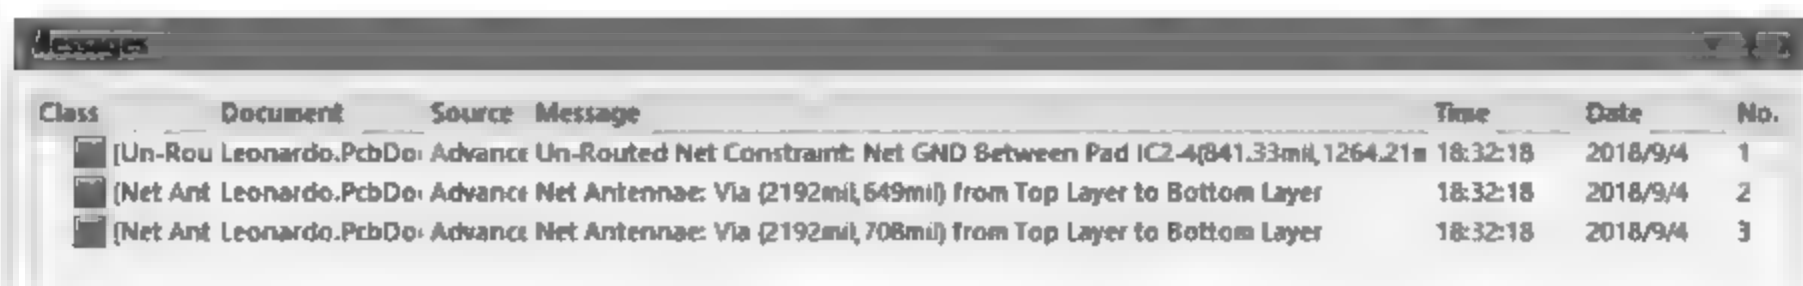 Messages
Class Document Source Message Time Date No.
[Un-Rou Leonardo.PcbDo Advance Un-Routed Net Constraint: Net GND Between Pad IC2-4(841.33mil,1264.21m 18:32:18 2018/9/4 1
[Net Ant Leonardo.PcbDo Advance Net Antennae: Via (2192mil,649mil) from Top Layer to Bottom Layer 18:32:18 2018/9/4 2
[Net Ant Leonardo.PcbDo Advance Net Antennae: Via (2192mil,708mil) from Top Layer to Bottom Layer 18:32:18 2018/9/4 3